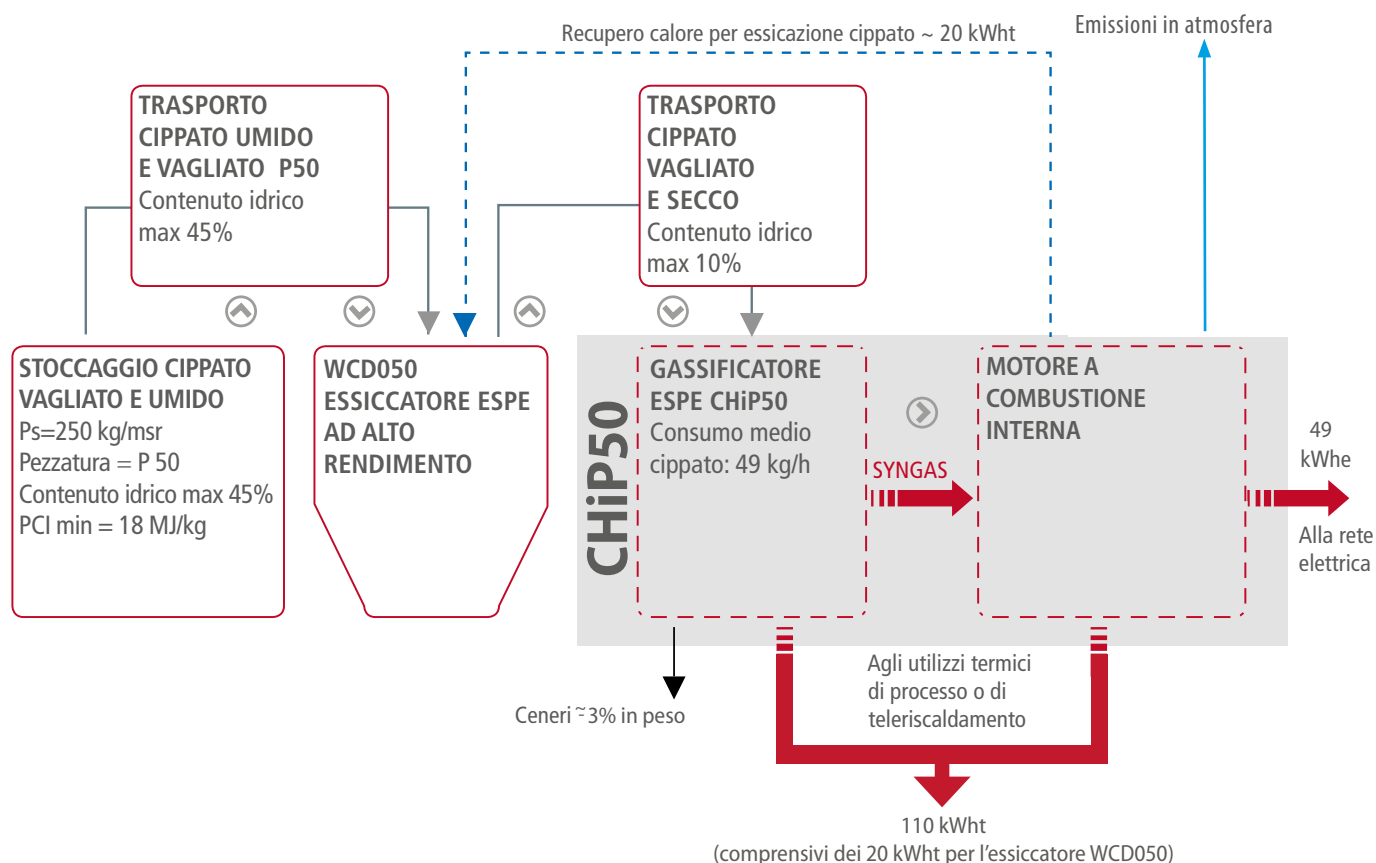 Recupero calore per essicazione cippato ~ 20 kWht
Emissioni in atmosfera
TRASPORTO
CIPPATO UMIDO
E VAGLIATO P50
Contenuto idrico
max 45%
TRASPORTO
CIPPATO
VAGLIATO
E SECCO
Contenuto idrico
max 10%
STOCCAGGIO CIPPATO
VAGLIATO E UMIDO
Ps=250 kg/msr
Pezzatura = P 50
Contenuto idrico max 45%
PCI min = 18 MJ/kg
WCD050
ESSICCATORE ESPE
AD ALTO
RENDIMENTO
CHiP50
GASSIFICATORE
ESPE CHiP50
Consumo medio
cippato: 49 kg/h
SYNGAS
MOTORE A
COMBUSTIONE
INTERNA
49
kWhe
Alla rete
elettrica
Ceneri ~3% in peso
Agli utilizzi termici
di processo o di
teleriscaldamento
110 kWht
(comprensivi dei 20 kWht per l'essiccatore WCD050)